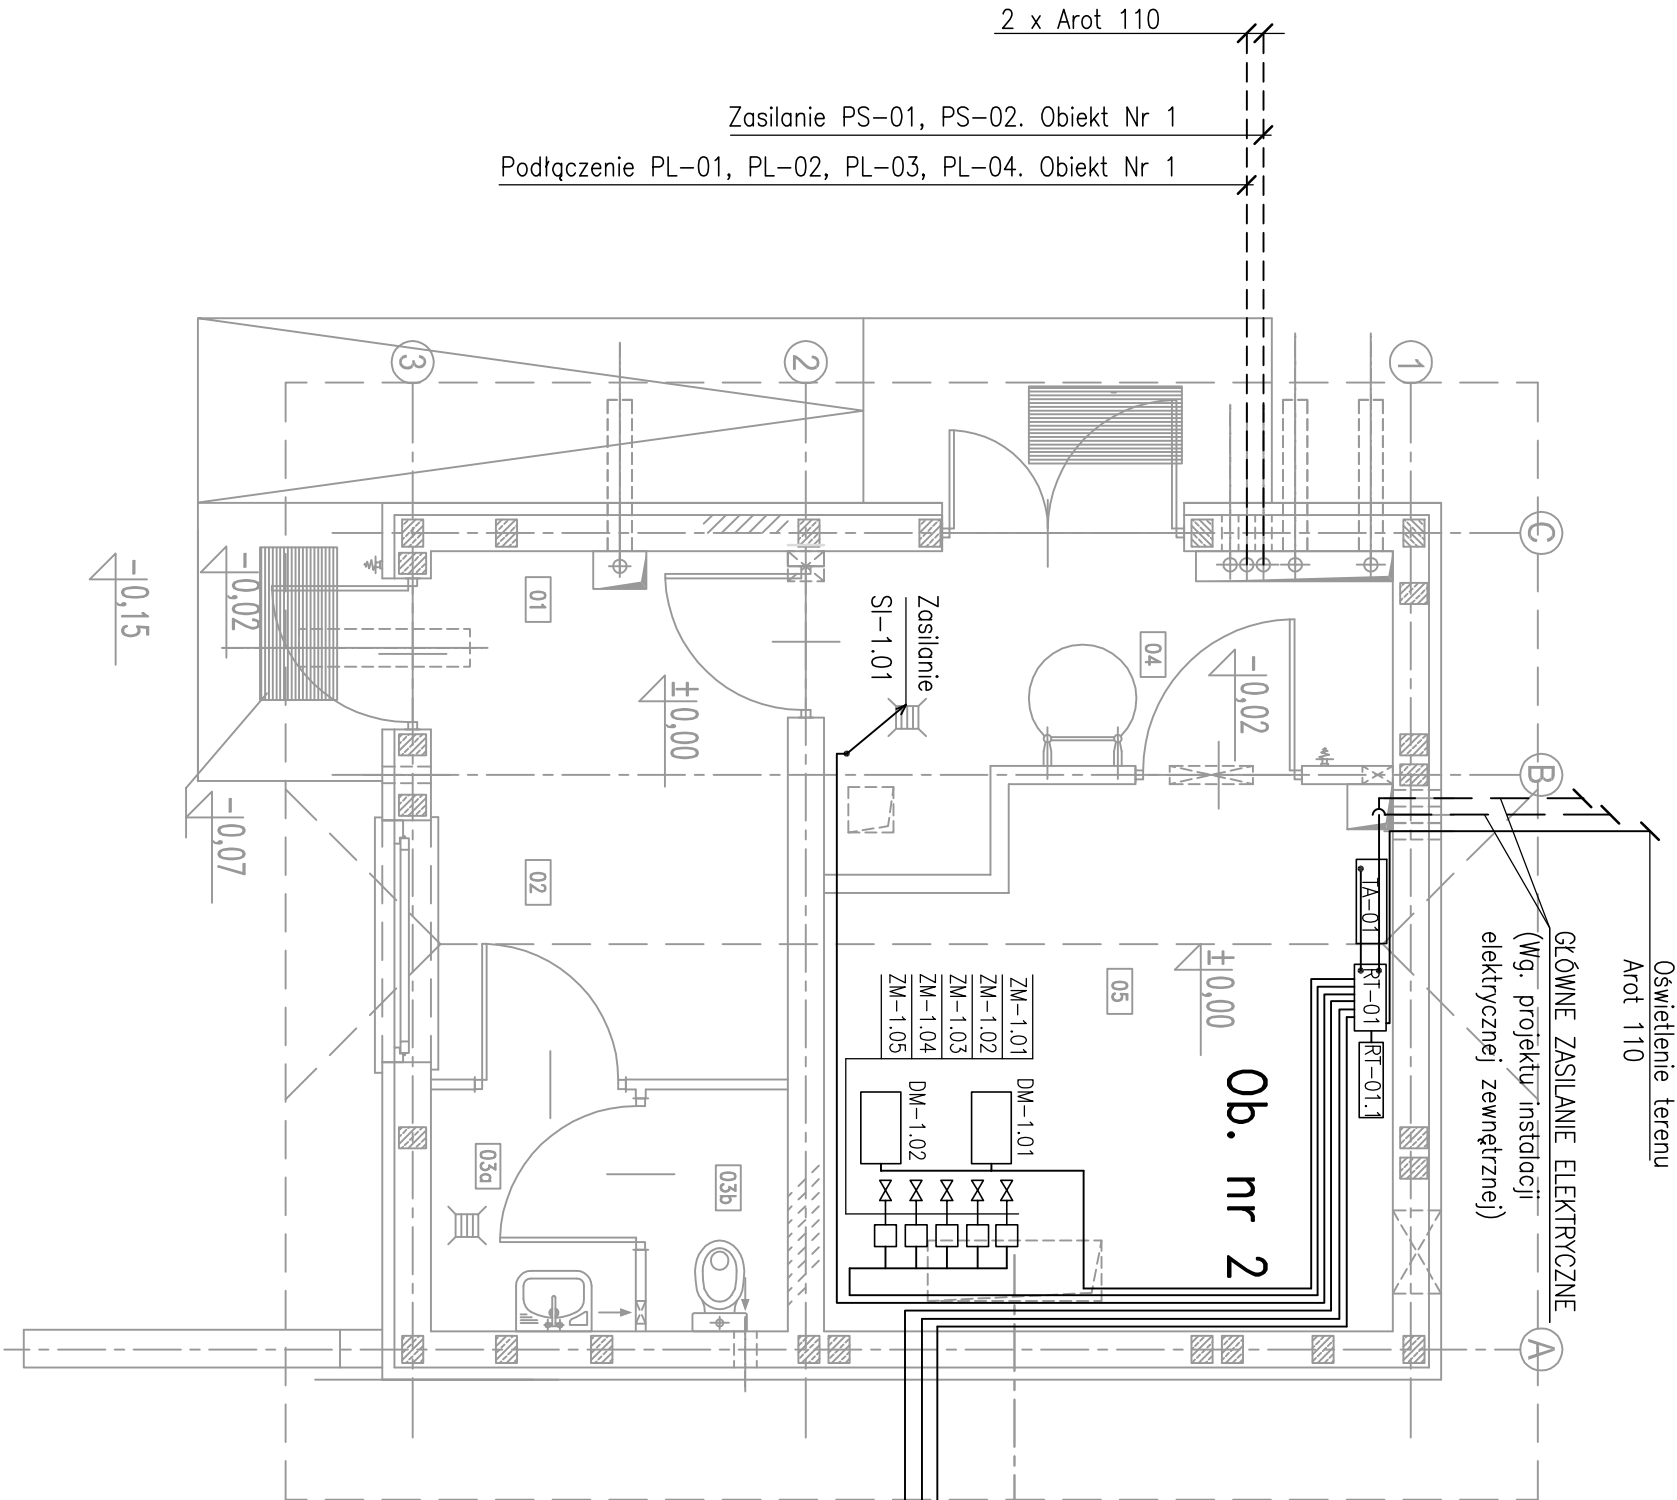 2 x Arot 110
Zasilanie PS-01, PS-02. Obiekt Nr 1
Podłączenie PL-01, PL-02, PL-03, PL-04. Obiekt Nr 1
3
2
1
C
B
A
-0,15
-0,02
-0,07
±0,00
-0,02
±0,00
01
02
03a
03b
04
05
Zasilanie
SI-1.01
TA-01
RT-01
RT-01.1
Oświetlenie terenu
Arot 110
GŁÓWNE ZASILANIE ELEKTRYCZNE
(Wg. projektu instalacji
elektrycznej zewnętrznej)
Ob. nr 2
ZM-1.01
ZM-1.02
ZM-1.03
ZM-1.04
ZM-1.05
DM-1.01
DM-1.02